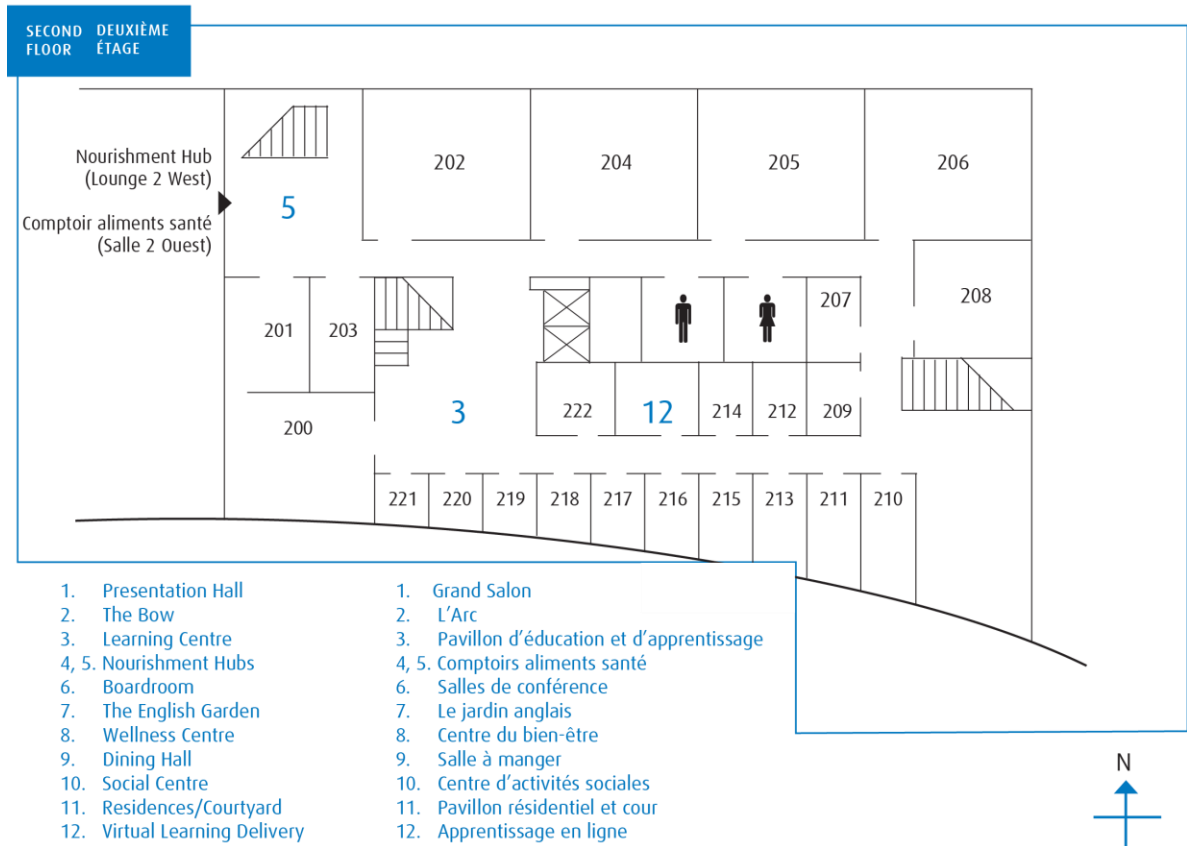 SECOND DEUXIÈME
FLOOR ÉTAGE
Nourishment Hub
(Lounge 2 West)
Comptoir aliments santé
(Salle 2 Ouest)
5
202
204
205
206
201
203
207
208
200
3
222
12
214
212
209
221
220
219
218
217
216
215
213
211
210
1. Presentation Hall
2. The Bow
3. Learning Centre
4, 5. Nourishment Hubs
6. Boardroom
7. The English Garden
8. Wellness Centre
9. Dining Hall
10. Social Centre
11. Residences/Courtyard
12. Virtual Learning Delivery
1. Grand Salon
2. L’Arc
3. Pavillon d’éducation et d’apprentissage
4, 5. Comptoirs aliments santé
6. Salles de conférence
7. Le jardin anglais
8. Centre du bien-être
9. Salle à manger
10. Centre d’activités sociales
11. Pavillon résidentiel et cour
12. Apprentissage en ligne
N